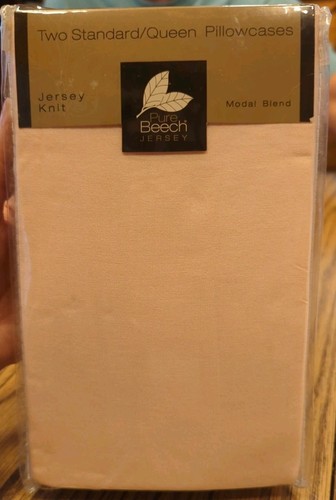 Two Standard/Queen Pillowcases
Jersey
Knit
Modal Blend
Pure
Beech®
JERSEY